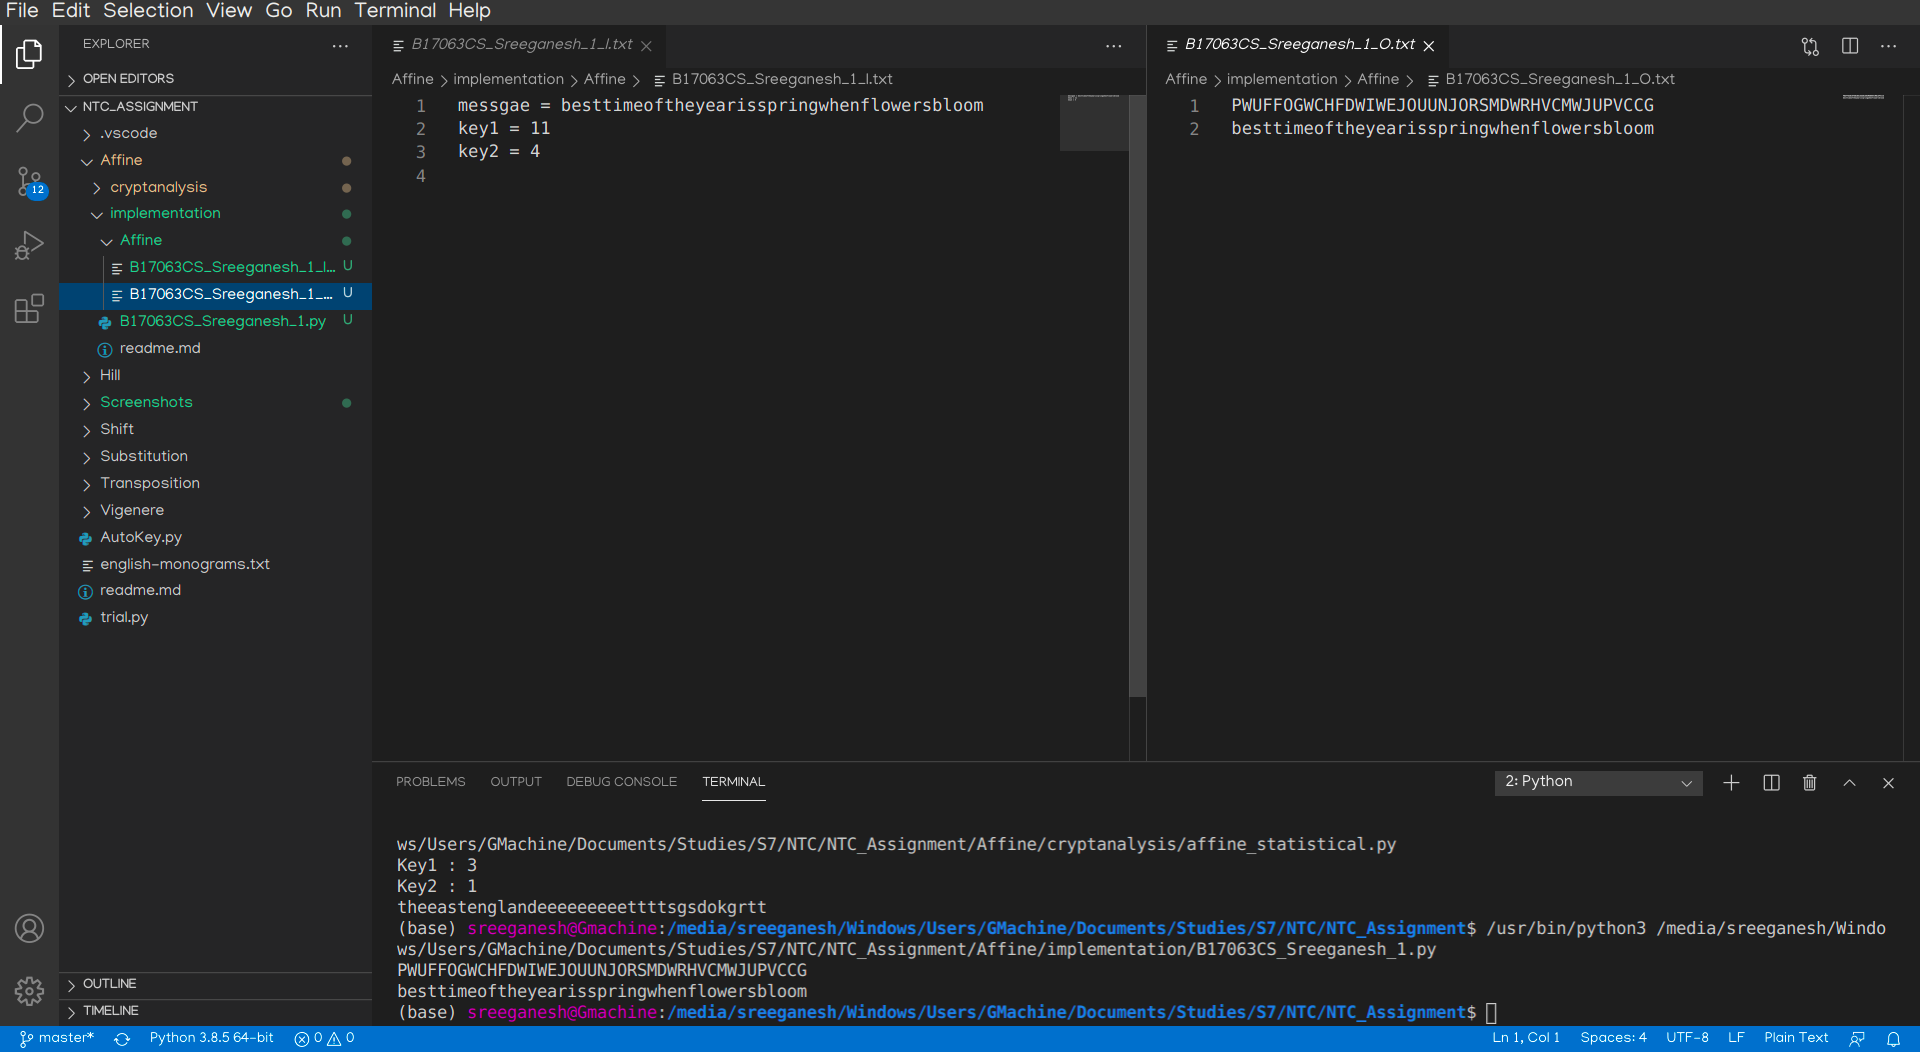 File Edit Selection View Go Run Terminal Help
EXPLORER
OPEN EDITORS
NTC_ASSIGNMENT
.vscode
Affine
cryptanalysis
implementation
Affine
B17063CS_Sreeganesh_1_I... U
B17063CS_Sreeganesh_1_... U
B17063CS_Sreeganesh_1.py U
readme.md
Hill
Screenshots
Shift
Substitution
Transposition
Vigenere
AutoKey.py
english-monograms.txt
readme.md
trial.py
OUTLINE
TIMELINE
12
B17063CS_Sreeganesh_1_I.txt
Affine > implementation > Affine > B17063CS_Sreeganesh_1_I.txt
1 messgae = besttimeoftheyearisspringwhenflowersbloom
2 key1 = 11
3 key2 = 4
4
B17063CS_Sreeganesh_1_O.txt
Affine > implementation > Affine > B17063CS_Sreeganesh_1_O.txt
1 PWUFFOGWCHFDWIWEJOUUNJORSMDWRHVCMWJUPVCCG
2 besttimeoftheyearisspringwhenflowersbloom
PROBLEMS OUTPUT DEBUG CONSOLE TERMINAL
2: Python
ws/Users/GMachine/Documents/Studies/S7/NTC/NTC_Assignment/Affine/cryptanalysis/affine_statistical.py
Key1 : 3
Key2 : 1
theeastenglandeeeeeeeeettttsgsdokgrtt
(base) sreeganesh@Gmachine:/media/sreeganesh/Windows/Users/GMachine/Documents/Studies/S7/NTC/NTC_Assignment$ /usr/bin/python3 /media/sreeganesh/Windo
ws/Users/GMachine/Documents/Studies/S7/NTC/NTC_Assignment/Affine/implementation/B17063CS_Sreeganesh_1.py
PWUFFOGWCHFDWIWEJOUUNJORSMDWRHVCMWJUPVCCG
besttimeoftheyearisspringwhenflowersbloom
(base) sreeganesh@Gmachine:/media/sreeganesh/Windows/Users/GMachine/Documents/Studies/S7/NTC/NTC_Assignment$
master* Python 3.8.5 64-bit 0 0 Ln 1, Col 1 Spaces: 4 UTF-8 LF Plain Text